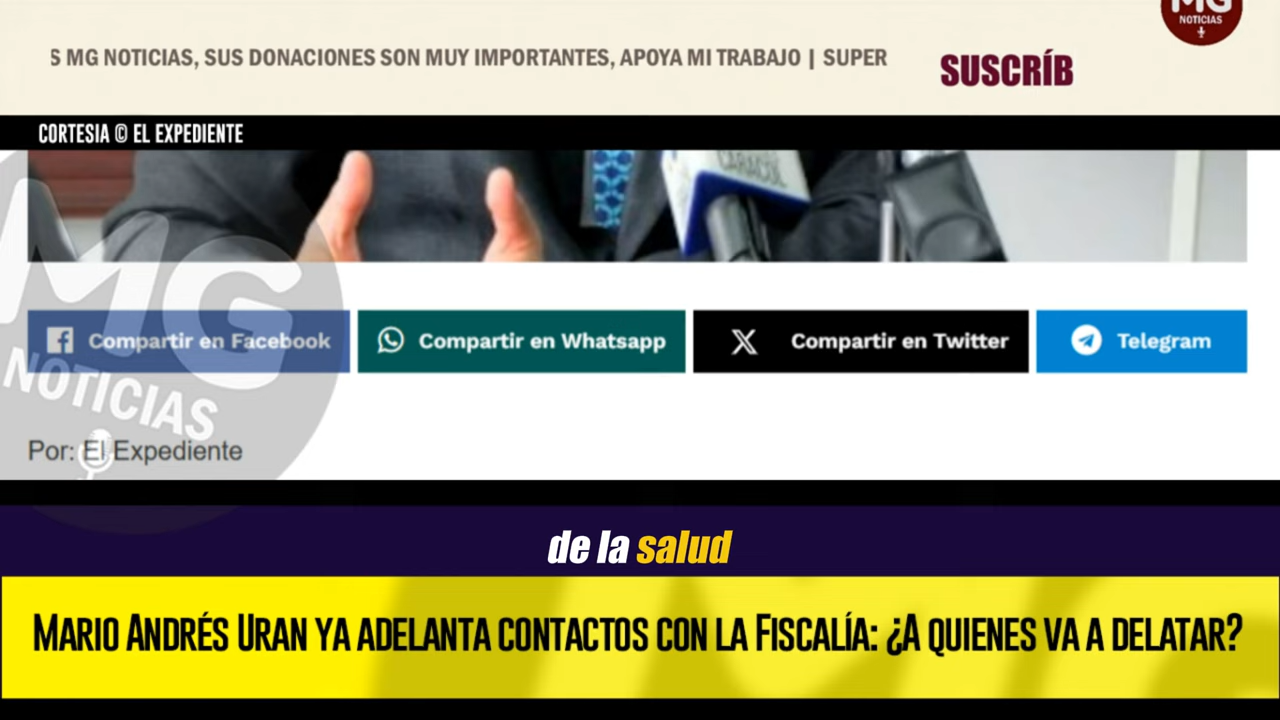 MG
NOTICIAS
S MG NOTICIAS, SUS DONACIONES SON MUY IMPORTANTES, APOYA MI TRABAJO | SUPER
SUSCRÍB
CORTESIA © EL EXPEDIENTE
CARACOL
MG
NOTICIAS
Compartir en Facebook
Compartir en Whatsapp
Compartir en Twitter
Telegram
Por: El Expediente
de la salud
MARIO ANDRÉS URAN YA ADELANTA CONTACTOS CON LA FISCALÍA: ¿A QUIENES VA A DELATAR?